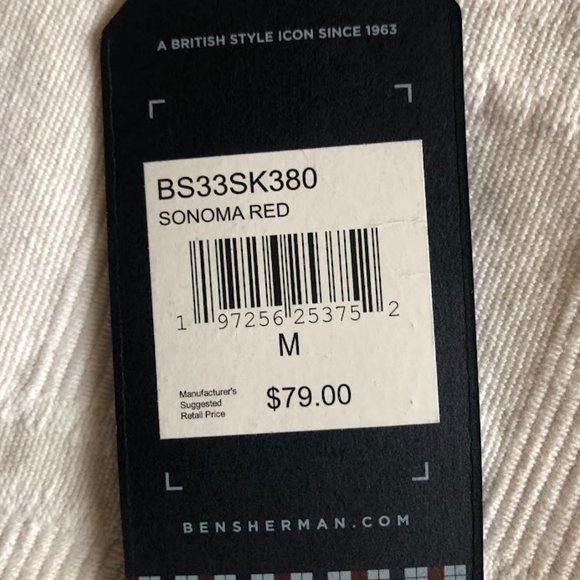 A BRITISH STYLE ICON SINCE 1963
BS33SK380
SONOMA RED
1 97256 25375 2
M
Manufacturer's
Suggested
Retail Price
$79.00
BENSHERMAN.COM